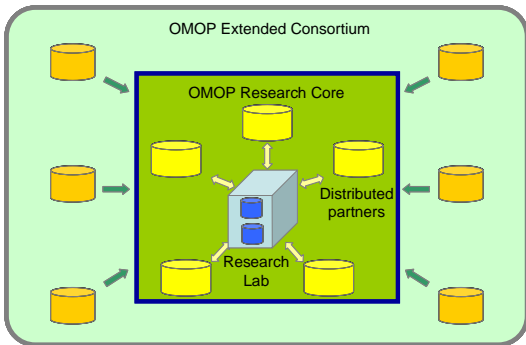 OMOP Extended Consortium
OMOP Research Core
Distributed
partners
Research
Lab